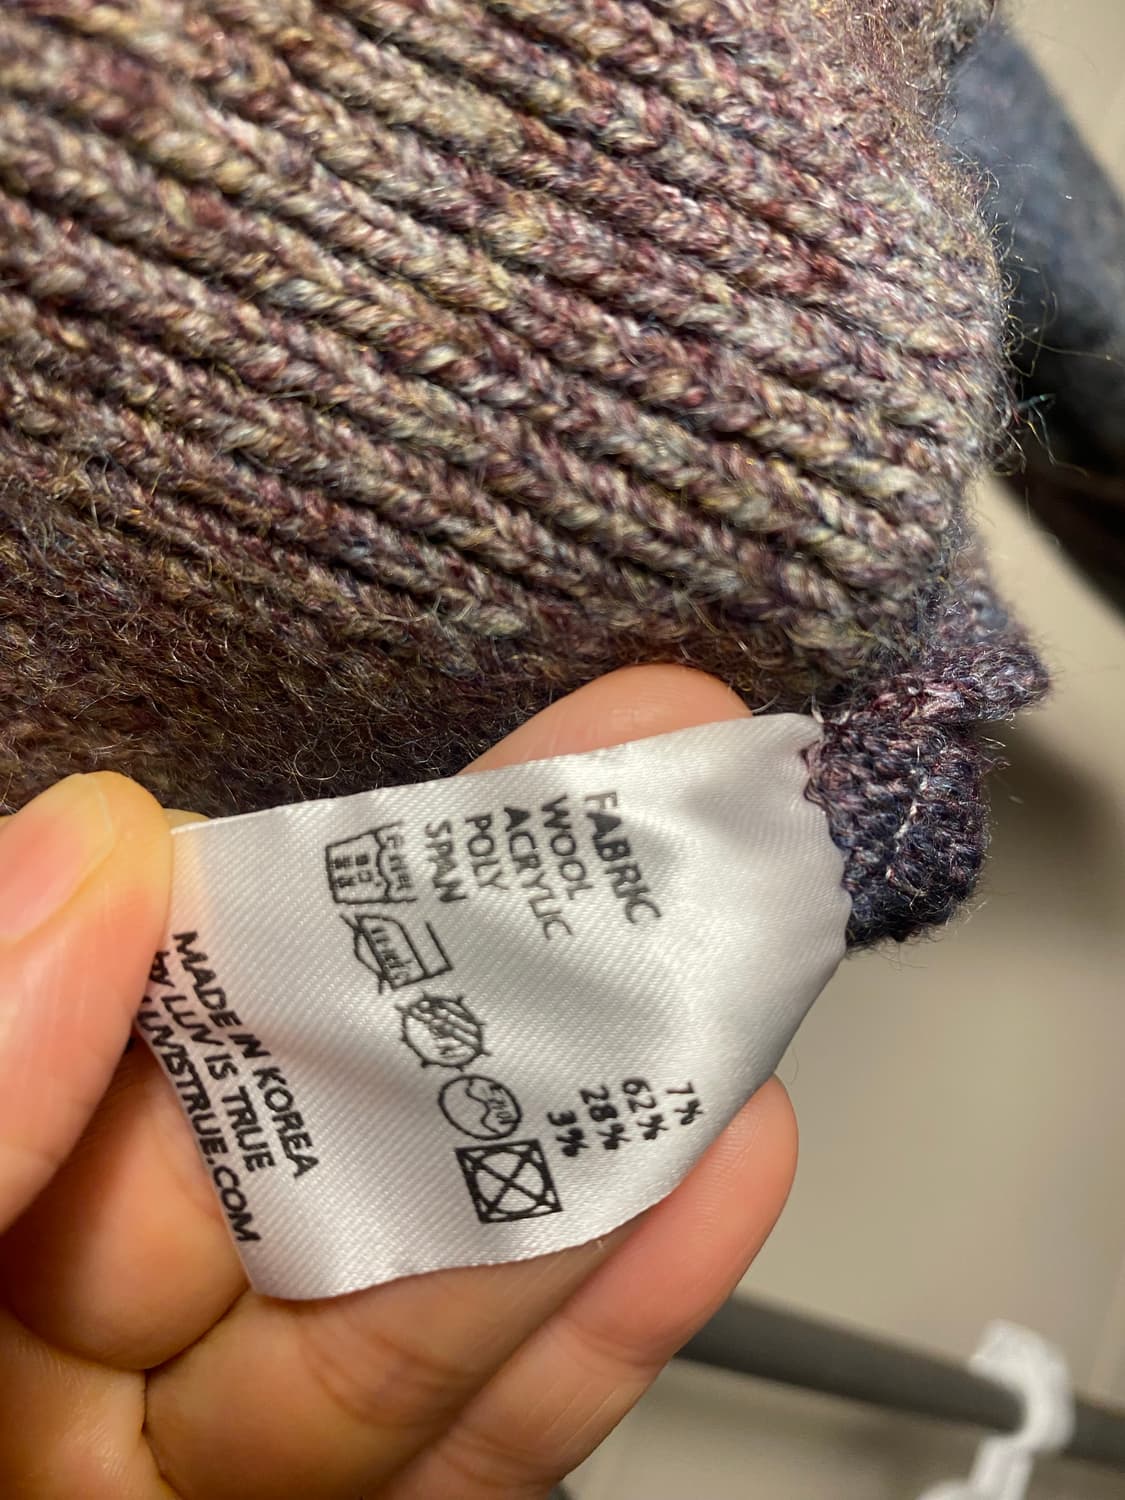 FABRIC
WOOL 7%
ACRYLIC 62%
POLY 28%
SPAN 3%
MADE IN KOREA
by LUV IS TRUE
LUVISTRUE.COM